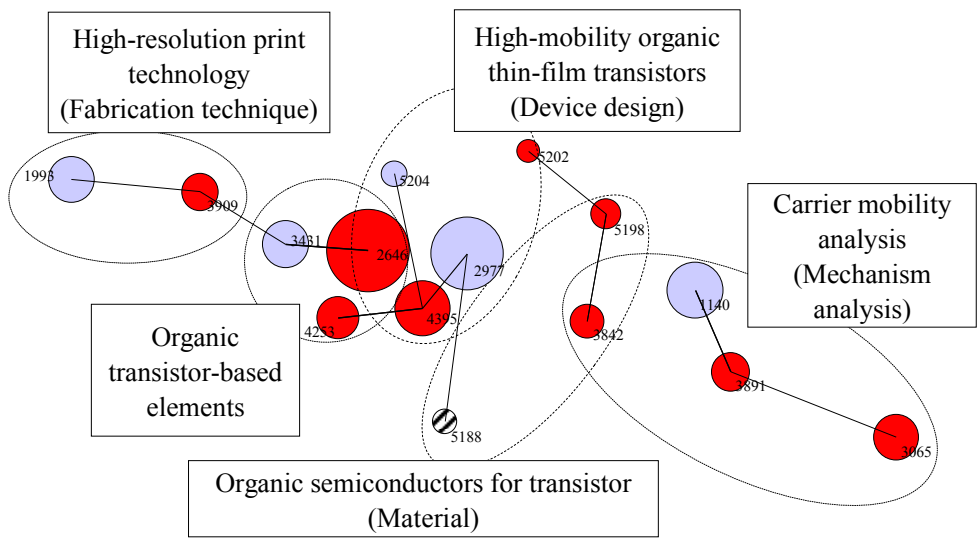 High-resolution print
technology
(Fabrication technique)
High-mobility organic
thin-film transistors
(Device design)
1993
3909
5204
5202
3431
2646
2977
5198
Carrier mobility
analysis
(Mechanism
analysis)
4253
4395
3842
1140
Organic
transistor-based
elements
3891
5188
3065
Organic semiconductors for transistor
(Material)